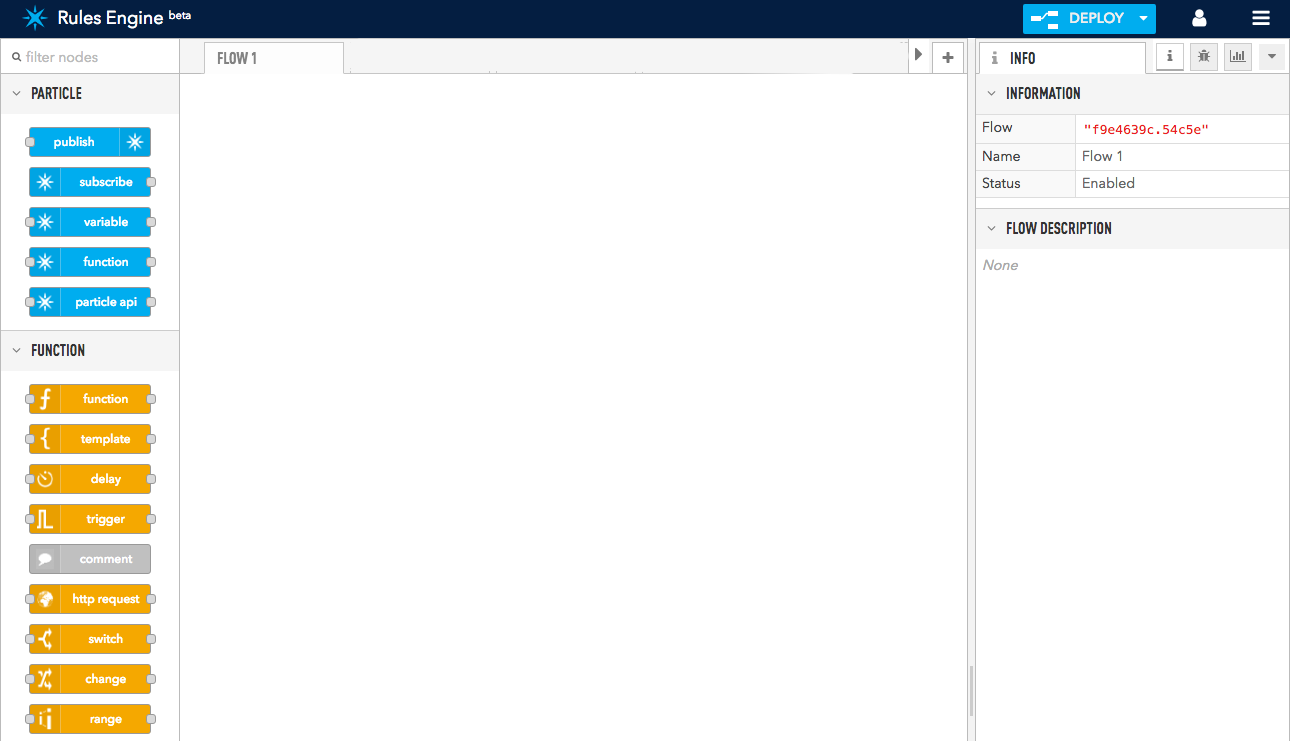 Rules Engine beta
DEPLOY
filter nodes
FLOW 1
INFO
PARTICLE
publish
subscribe
variable
function
particle api
FUNCTION
function
template
delay
trigger
comment
http request
switch
change
range
INFORMATION
Flow "f9e4639c.54c5e"
Name Flow 1
Status Enabled
FLOW DESCRIPTION
None